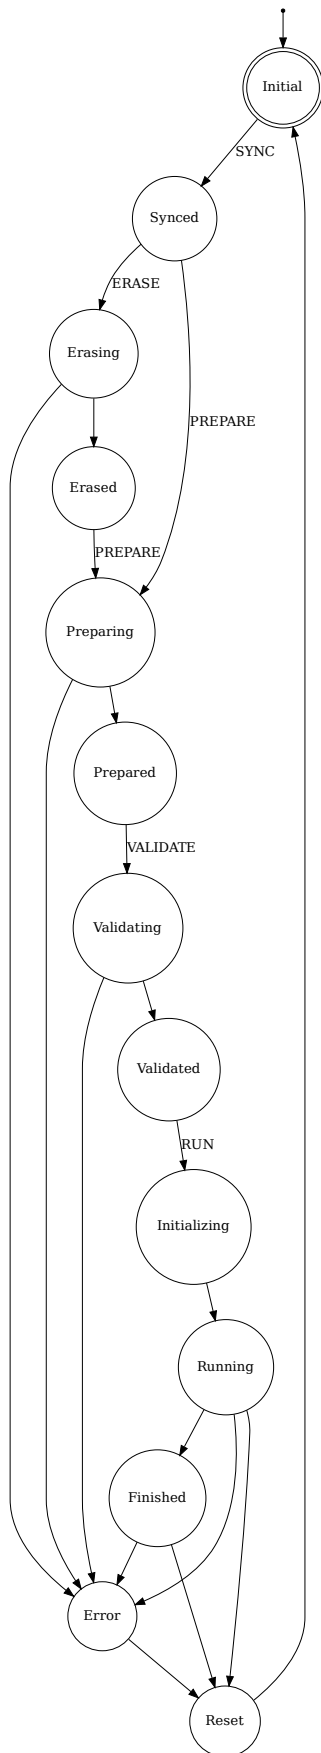 Initial
SYNC
Synced
ERASE
Erasing
PREPARE
Erased
PREPARE
Preparing
Prepared
VALIDATE
Validating
Validated
RUN
Initializing
Running
Finished
Error
Reset